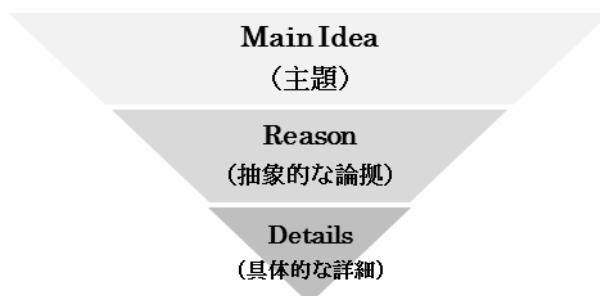 Main Idea
（主題）
Reason
（抽象的な論拠）
Details
（具体的な詳細）